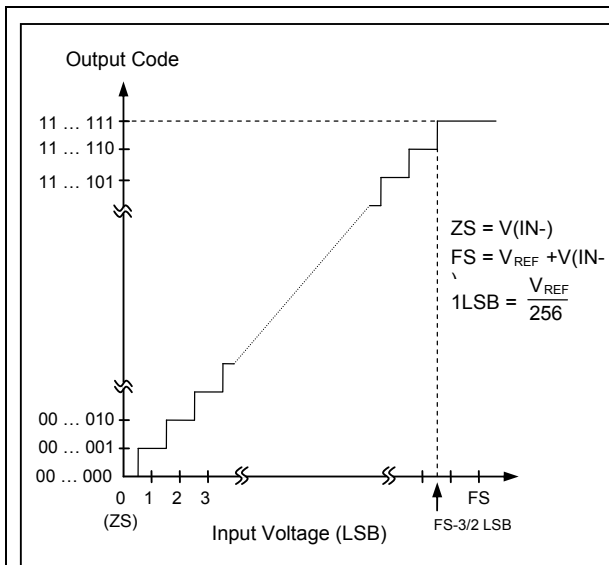 Output Code
11 ... 111
11 ... 110
11 ... 101
ZS = V(IN-)
FS = VREF +V(IN-
)
1LSB = VREF
256
00 ... 010
00 ... 001
00 ... 000
0 1 2 3 FS
(ZS)
FS-3/2 LSB
Input Voltage (LSB)